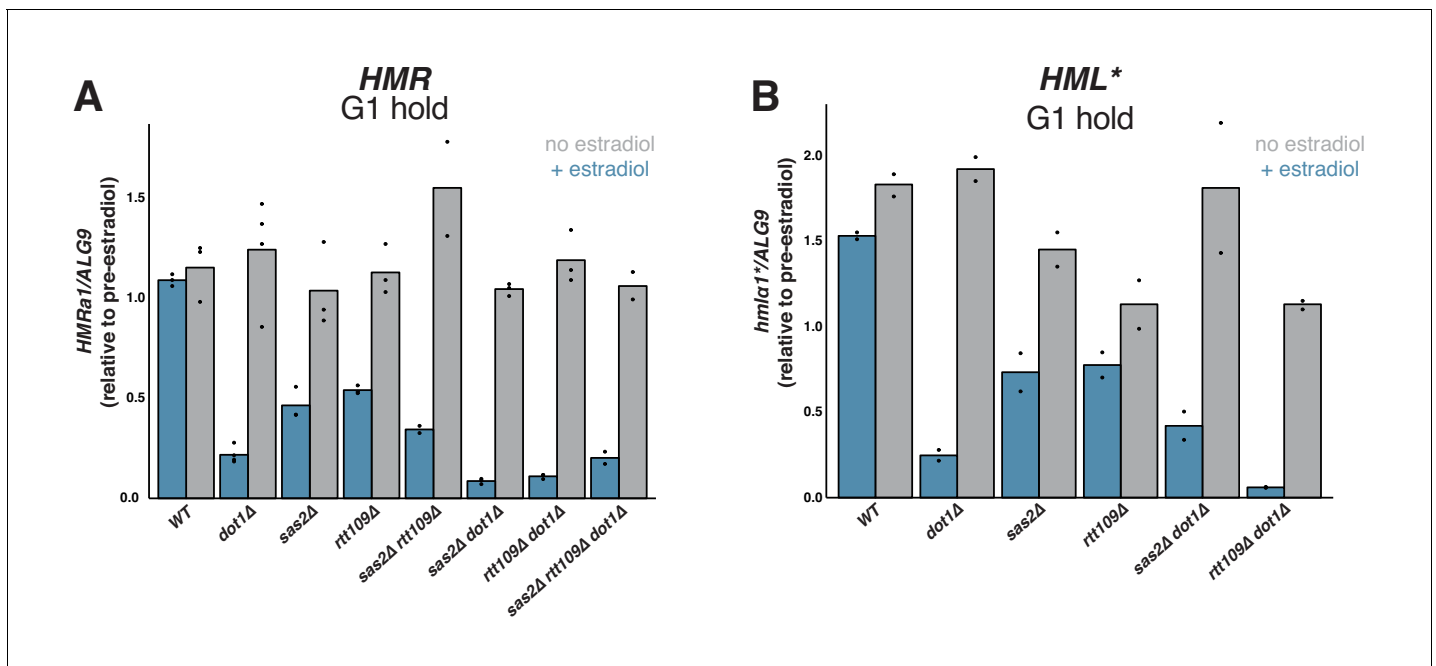 A
HMR
G1 hold
no estradiol
+ estradiol
HMRa1/ALG9
(relative to pre-estradiol)
1.5
1.0
0.5
0.0
WT
dot1Δ
sas2Δ
rtt109Δ
sas2Δ rtt109Δ
sas2Δ dot1Δ
rtt109Δ dot1Δ
sas2Δ rtt109Δ dot1Δ
B
HML*
G1 hold
no estradiol
+ estradiol
hmlα1*/ALG9
(relative to pre-estradiol)
2.0
1.5
1.0
0.5
0.0
WT
dot1Δ
sas2Δ
rtt109Δ
sas2Δ dot1Δ
rtt109Δ dot1Δ